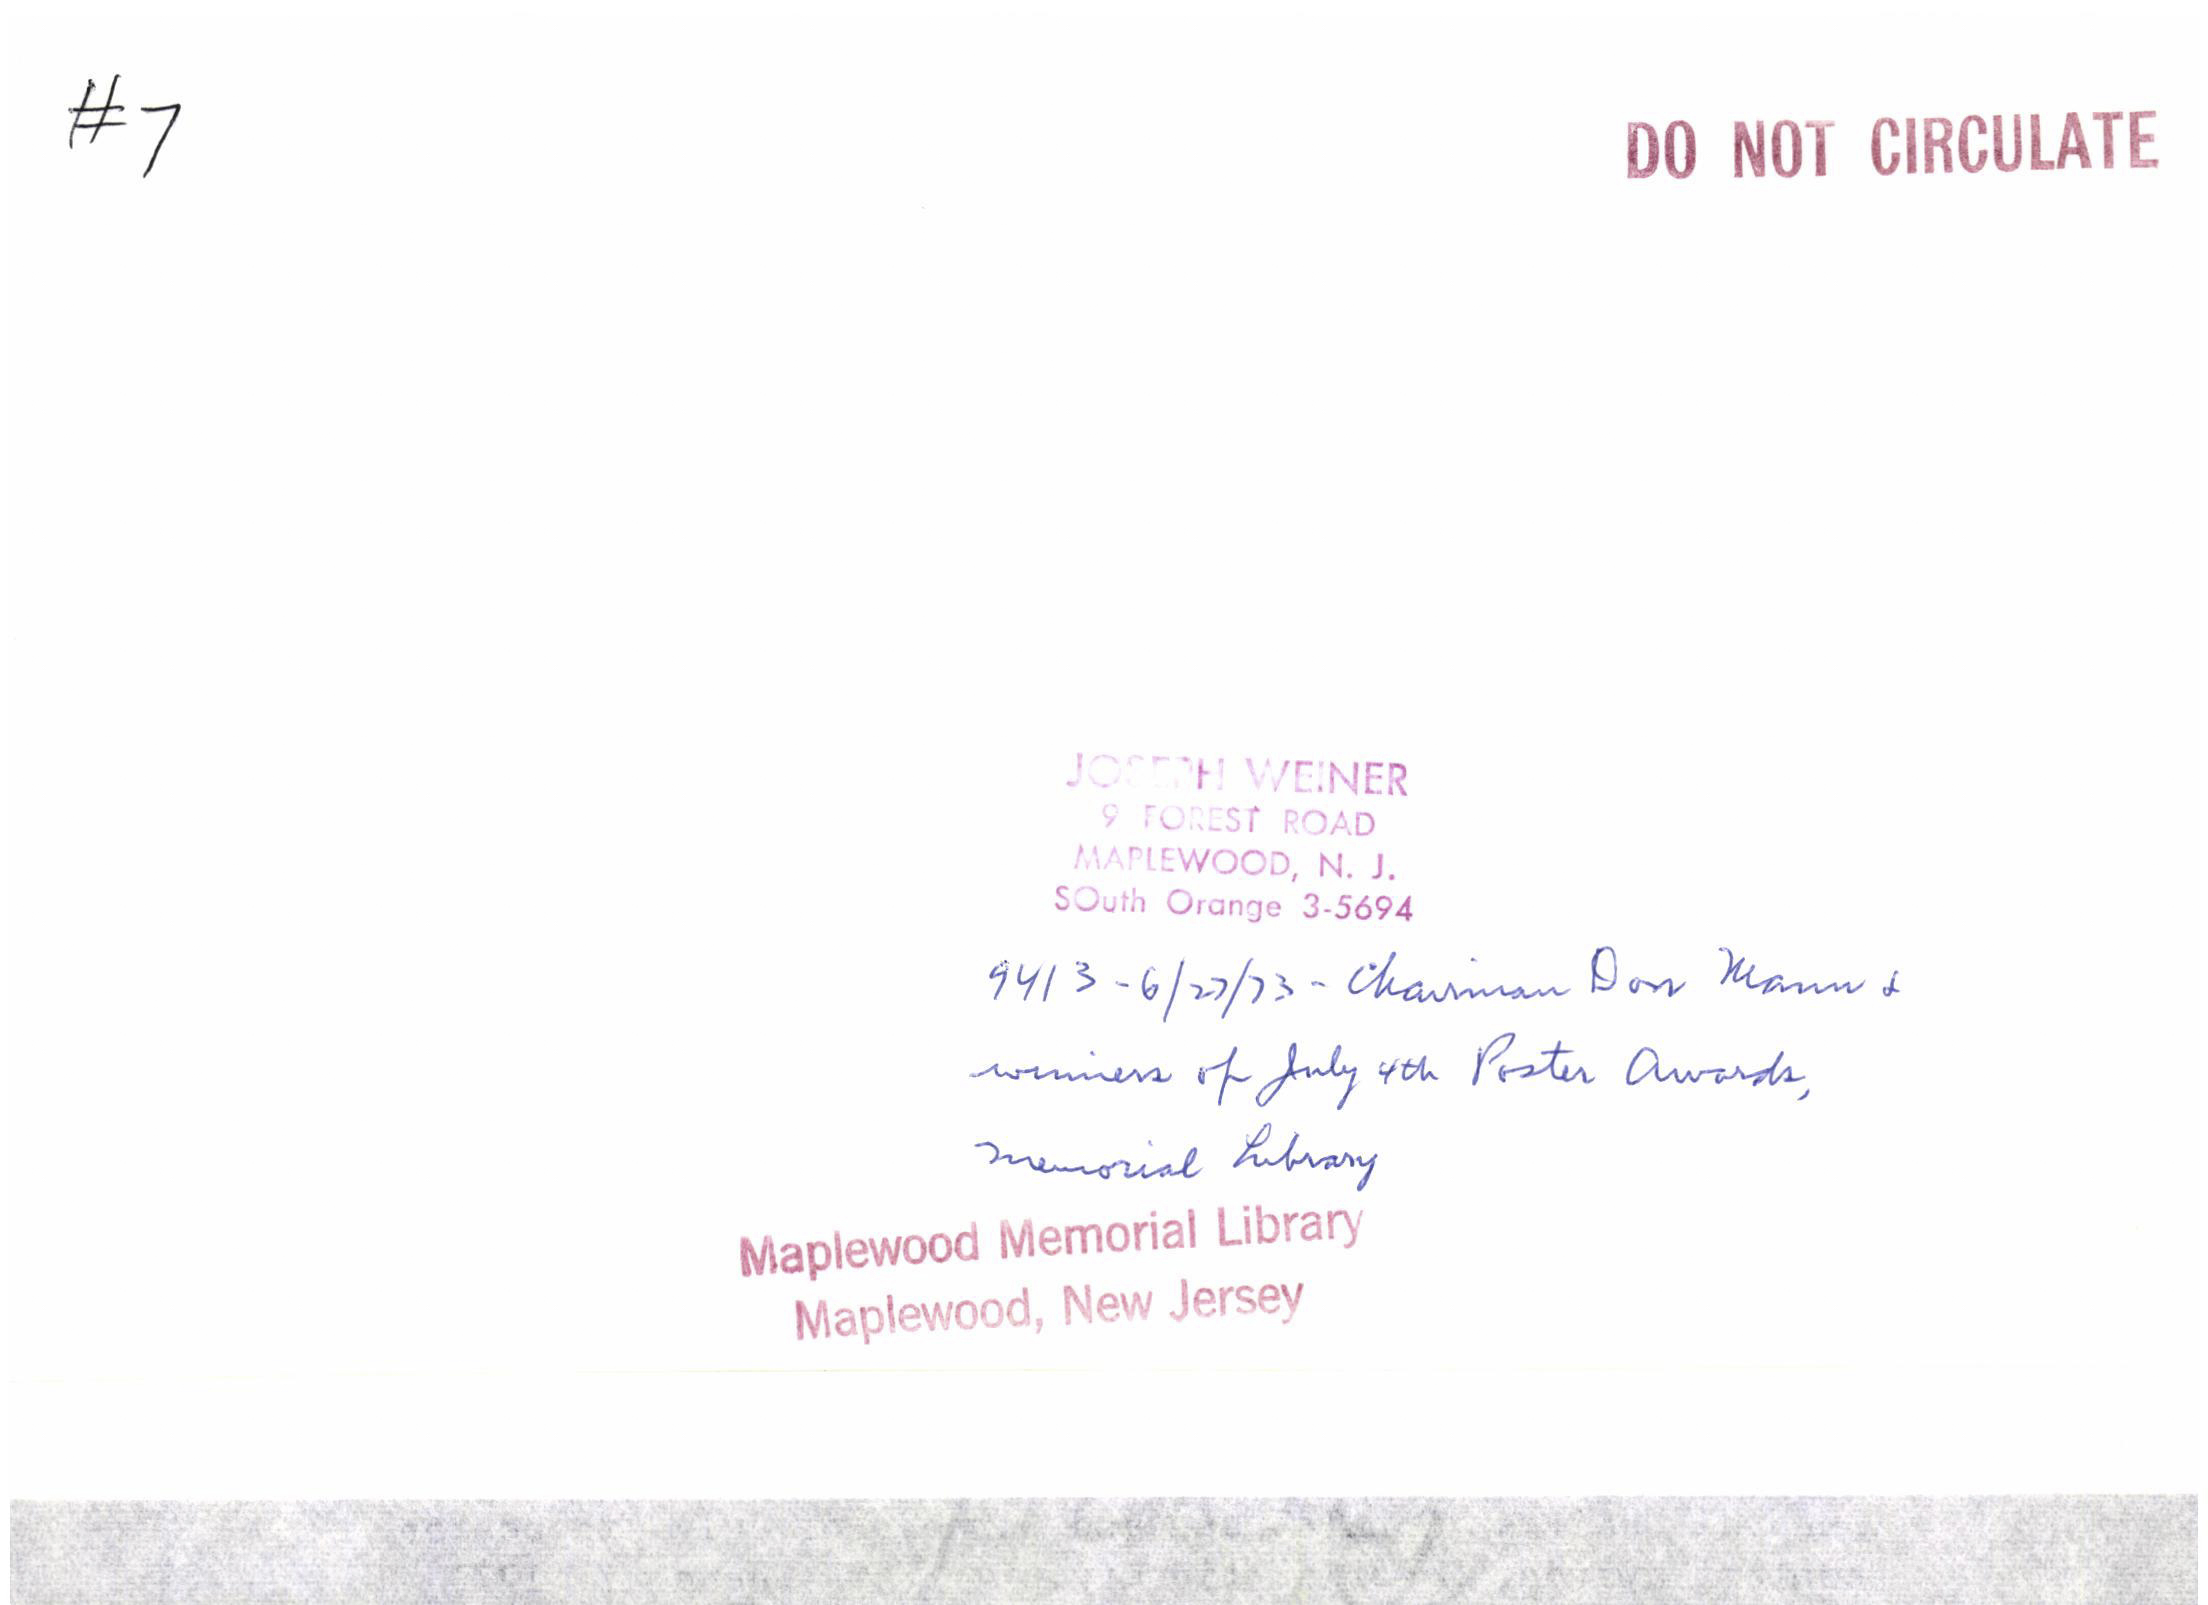 #7
DO NOT CIRCULATE
JOSEPH WEINER
9 FOREST ROAD
MAPLEWOOD, N. J.
SOuth Orange 3-5694
9413 - 6/27/73 - Chairman Don Mann &
winners of July 4th Poster Awards,
Memorial Library
Maplewood Memorial Library
Maplewood, New Jersey